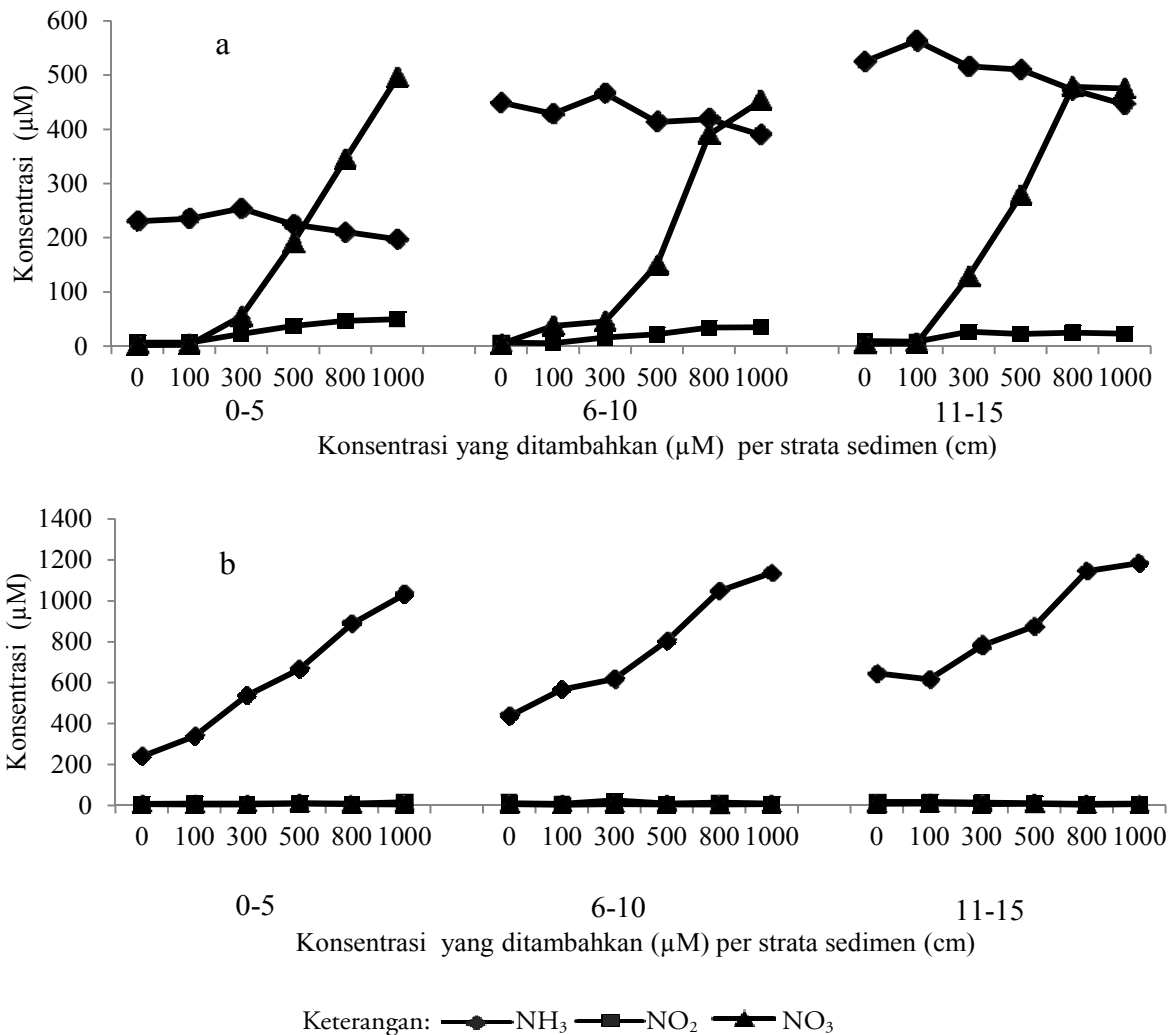 600
500
400
300
200
100
0
Konsentrasi (µM)
a
0 100 300 500 800 1000 0 100 300 500 800 1000 0 100 300 500 800 1000
0-5 6-10 11-15
Konsentrasi yang ditambahkan (µM) per strata sedimen (cm)
1400
1200
1000
800
600
400
200
0
Konsentrasi (µM)
b
0 100 300 500 800 1000 0 100 300 500 800 1000 0 100 300 500 800 1000
0-5 6-10 11-15
Konsentrasi yang ditambahkan (µM) per strata sedimen (cm)
Keterangan: NH₃ NO₂ NO₃